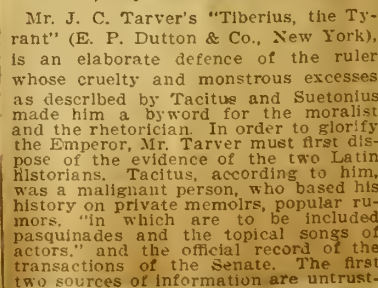 Mr. J. C. Tarver's "Tiberius, the Ty-
rant" (E. P. Dutton & Co., New York),
is an elaborate defence of the ruler
whose cruelty and monstrous excesses
as described by Tacitus and Suetonius
made him a byword for the moralist
and the rhetorician. In order to glorify
the Emperor, Mr. Tarver must first dis-
pose of the evidence of the two Latin
historians. Tacitus, according to him,
was a malignant person, who based his
history on private memoirs, popular ru-
mors, "in which are to be included
pasquinades and the topical songs of
actors," and the official record of the
transactions of the Senate. The first
two sources of information are untrust-